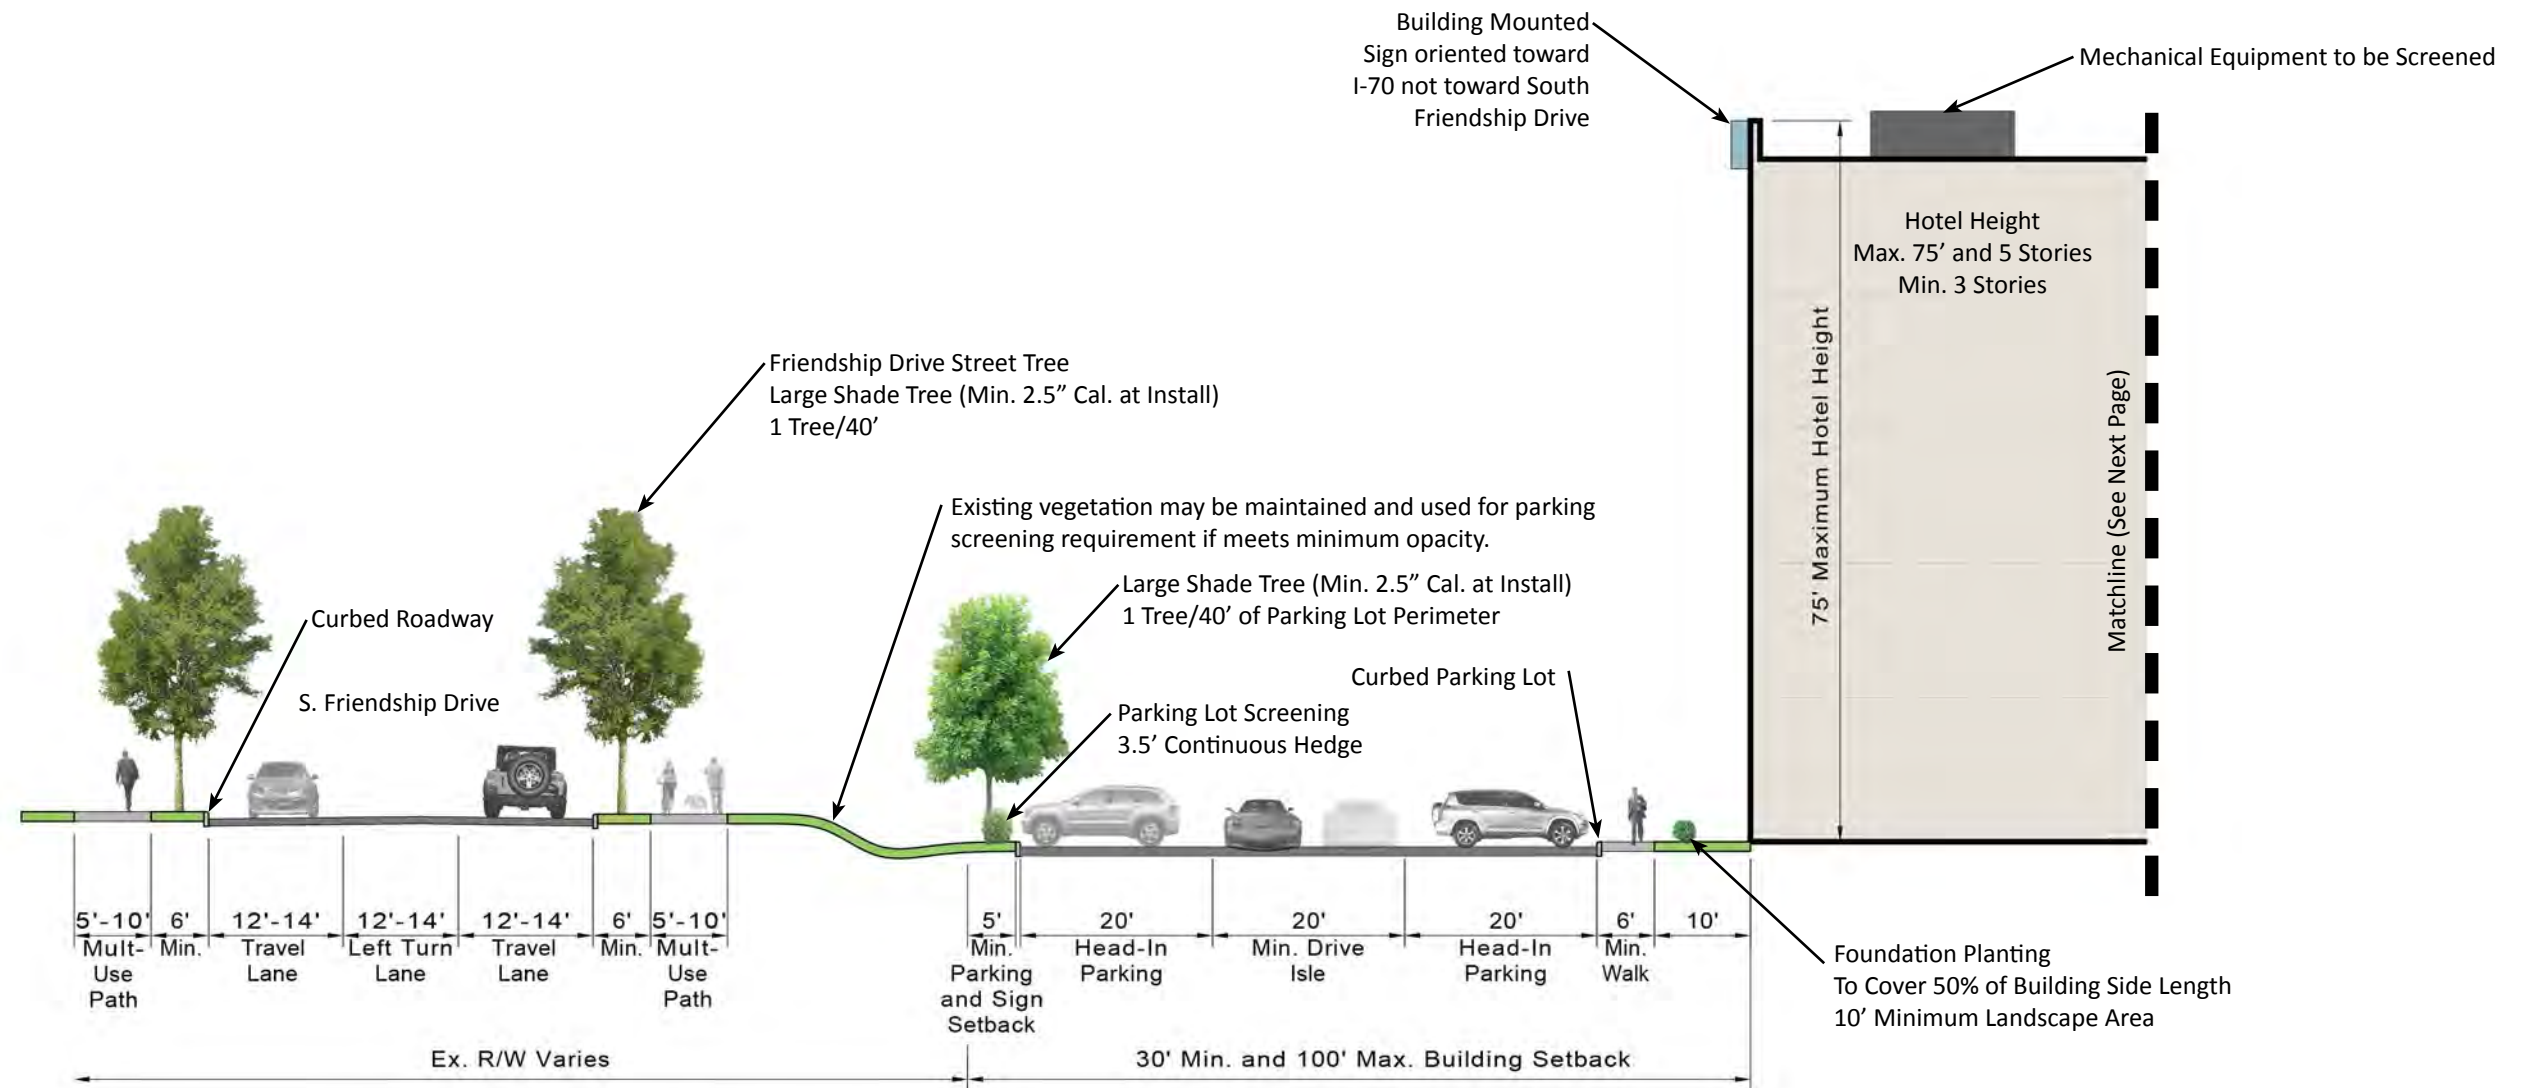 Building Mounted
Sign oriented toward
I-70 not toward South
Friendship Drive
Mechanical Equipment to be Screened
Hotel Height
Max. 75’ and 5 Stories
Min. 3 Stories
75' Maximum Hotel Height
Matchline (See Next Page)
Friendship Drive Street Tree
Large Shade Tree (Min. 2.5” Cal. at Install)
1 Tree/40’
Existing vegetation may be maintained and used for parking
screening requirement if meets minimum opacity.
Large Shade Tree (Min. 2.5” Cal. at Install)
1 Tree/40’ of Parking Lot Perimeter
Curbed Roadway
S. Friendship Drive
Curbed Parking Lot
Parking Lot Screening
3.5’ Continuous Hedge
5'-10'
Mult-
Use
Path
6'
Min.
12'-14'
Travel
Lane
12'-14'
Left Turn
Lane
12'-14'
Travel
Lane
6'
Min.
5'-10'
Mult-
Use
Path
5'
Min.
Parking
and Sign
Setback
20'
Head-In
Parking
20'
Min. Drive
Isle
20'
Head-In
Parking
6'
Min.
Walk
10'
Foundation Planting
To Cover 50% of Building Side Length
10’ Minimum Landscape Area
Ex. R/W Varies
30' Min. and 100' Max. Building Setback